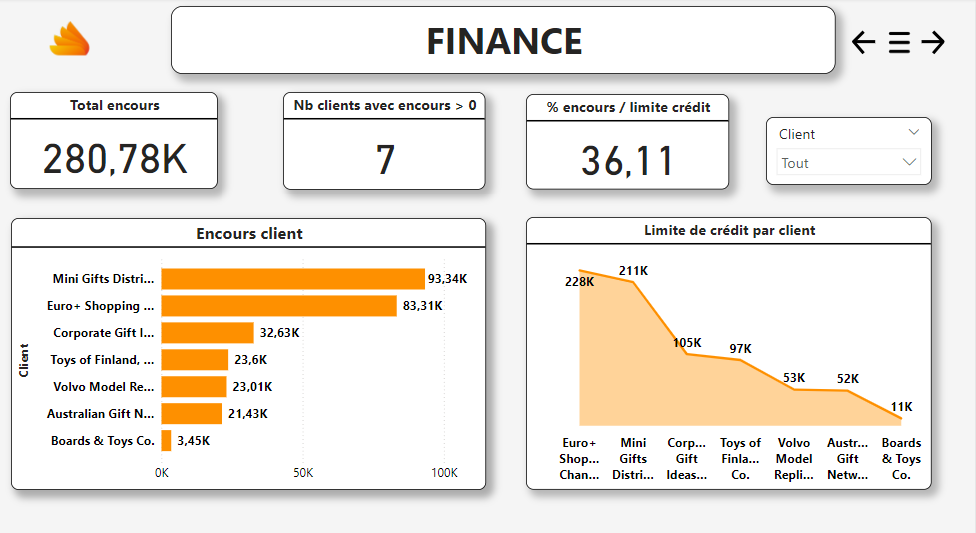 FINANCE
Total encours
280,78K
Nb clients avec encours > 0
7
% encours / limite crédit
36,11
Client
Tout
Encours client
Client
Mini Gifts Distri... 93,34K
Euro+ Shopping ... 83,31K
Corporate Gift I... 32,63K
Toys of Finland, ... 23,6K
Volvo Model Re... 23,01K
Australian Gift N... 21,43K
Boards & Toys Co. 3,45K
0K 50K 100K
Limite de crédit par client
228K 211K 105K 97K 53K 52K 11K
Euro+ Mini Corp... Toys of Volvo Austr... Boards
Shop... Gifts Gift Finla... Model Gift & Toys
Chan... Distri... Ideas... Co. Repli... Netw... Co.